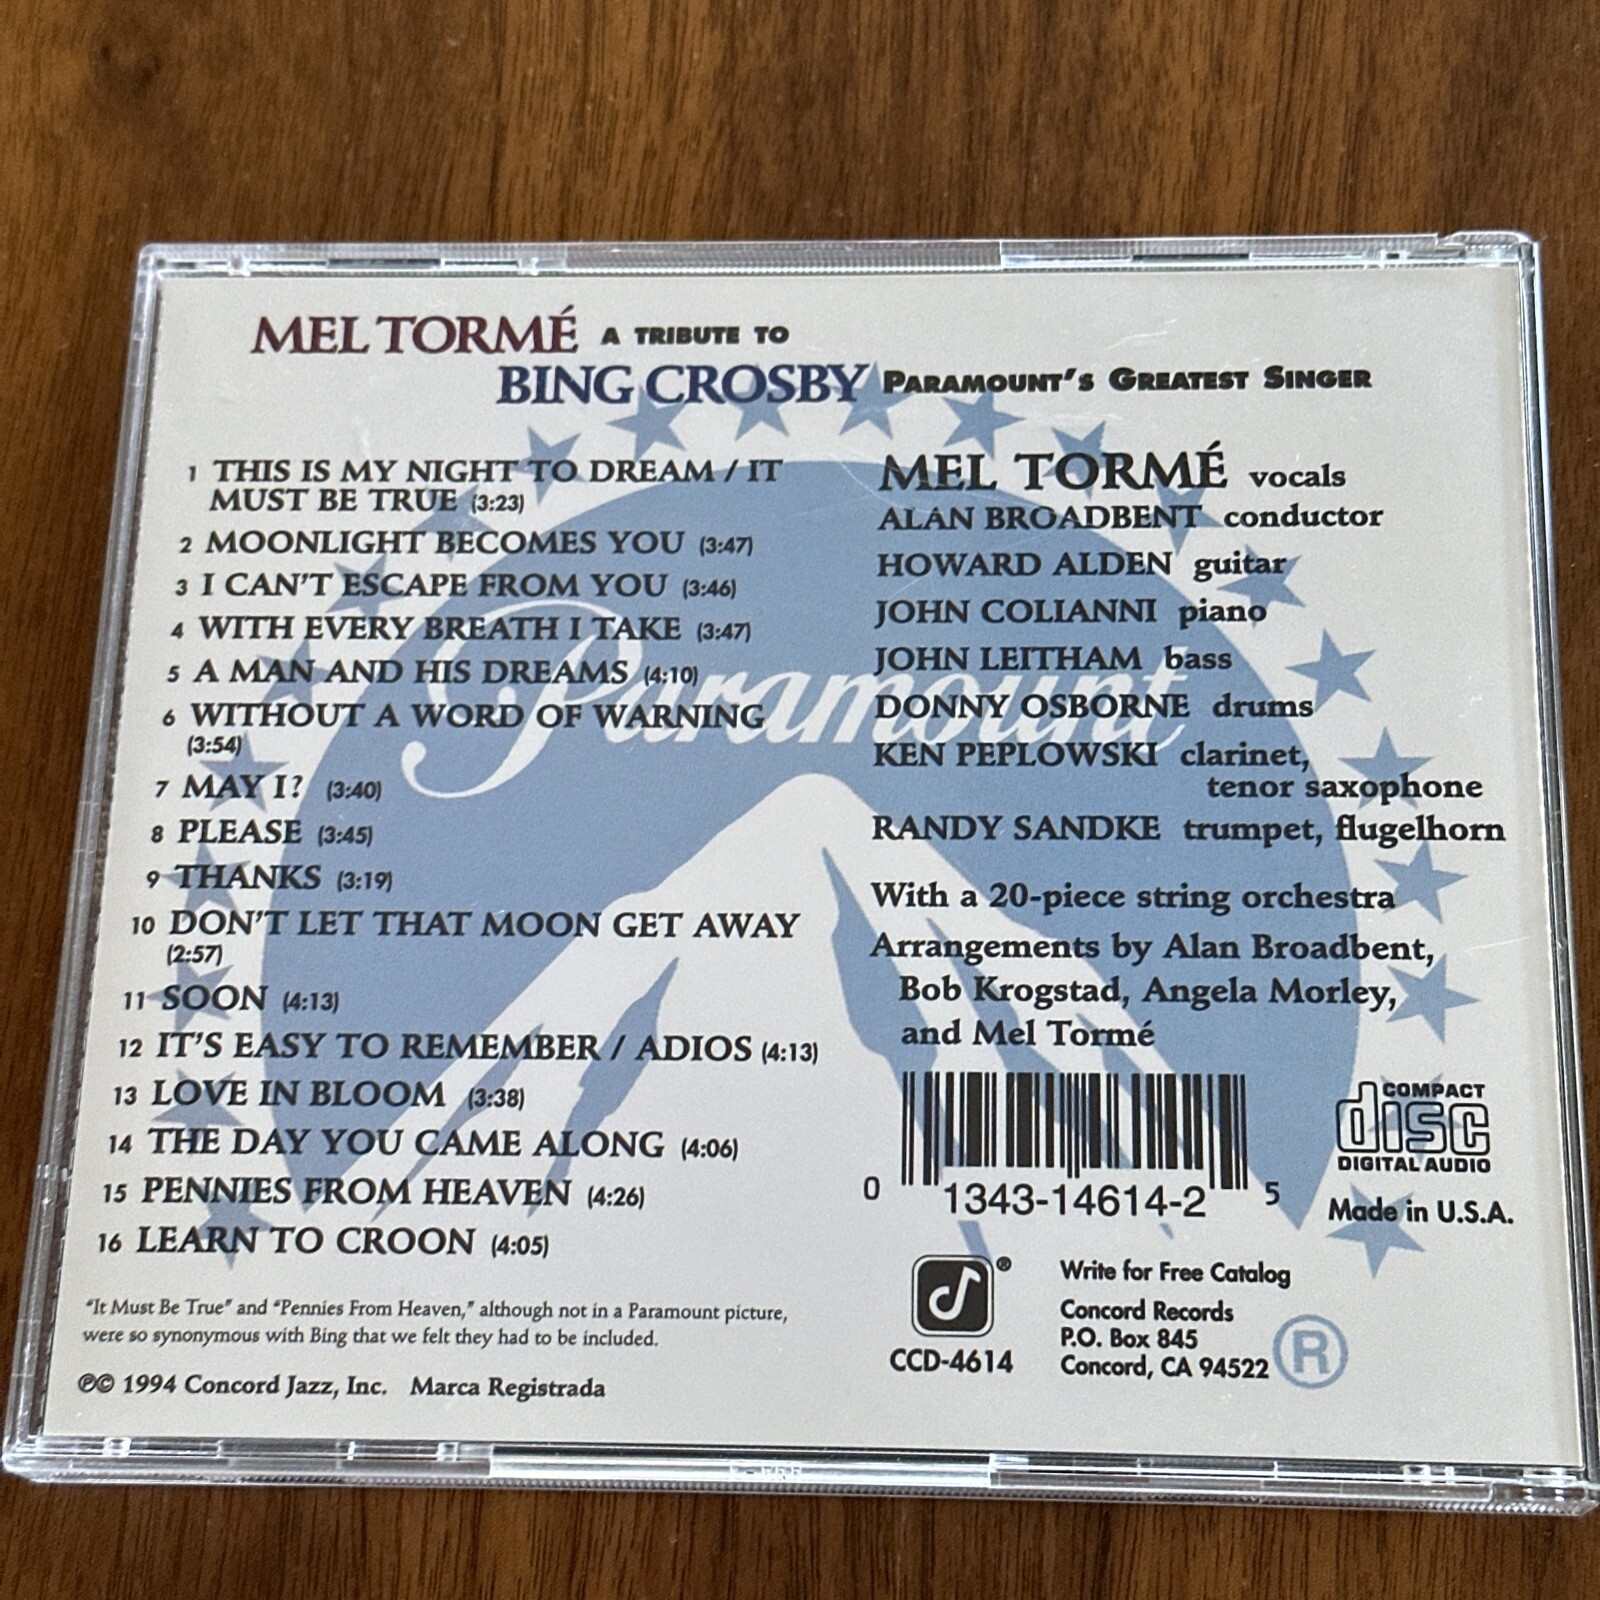 MEL TORMÉ A TRIBUTE TO
BING CROSBY PARAMOUNT'S GREATEST SINGER
1 THIS IS MY NIGHT TO DREAM / IT
MUST BE TRUE (3:23)
2 MOONLIGHT BECOMES YOU (3:47)
3 I CAN'T ESCAPE FROM YOU (3:46)
4 WITH EVERY BREATH I TAKE (3:47)
5 A MAN AND HIS DREAMS (4:10)
6 WITHOUT A WORD OF WARNING
(3:54)
7 MAY I? (3:40)
8 PLEASE (3:45)
9 THANKS (3:19)
10 DON'T LET THAT MOON GET AWAY
(2:57)
11 SOON (4:13)
12 IT'S EASY TO REMEMBER / ADIOS (4:13)
13 LOVE IN BLOOM (3:38)
14 THE DAY YOU CAME ALONG (4:06)
15 PENNIES FROM HEAVEN (4:26)
16 LEARN TO CROON (4:05)
"It Must Be True" and "Pennies From Heaven," although not in a Paramount picture,
were so synonymous with Bing that we felt they had to be included.
℗© 1994 Concord Jazz, Inc. Marca Registrada
Paramount
MEL TORMÉ vocals
ALAN BROADBENT conductor
HOWARD ALDEN guitar
JOHN COLIANNI piano
JOHN LEITHAM bass
DONNY OSBORNE drums
KEN PEPLOWSKI clarinet,
tenor saxophone
RANDY SANDKE trumpet, flugelhorn
With a 20-piece string orchestra
Arrangements by Alan Broadbent,
Bob Krogstad, Angela Morley,
and Mel Tormé
0 1343-14614-2 5
COMPACT
disc
DIGITAL AUDIO
Made in U.S.A.
®
CCD-4614
Write for Free Catalog
Concord Records
P.O. Box 845
Concord, CA 94522
®